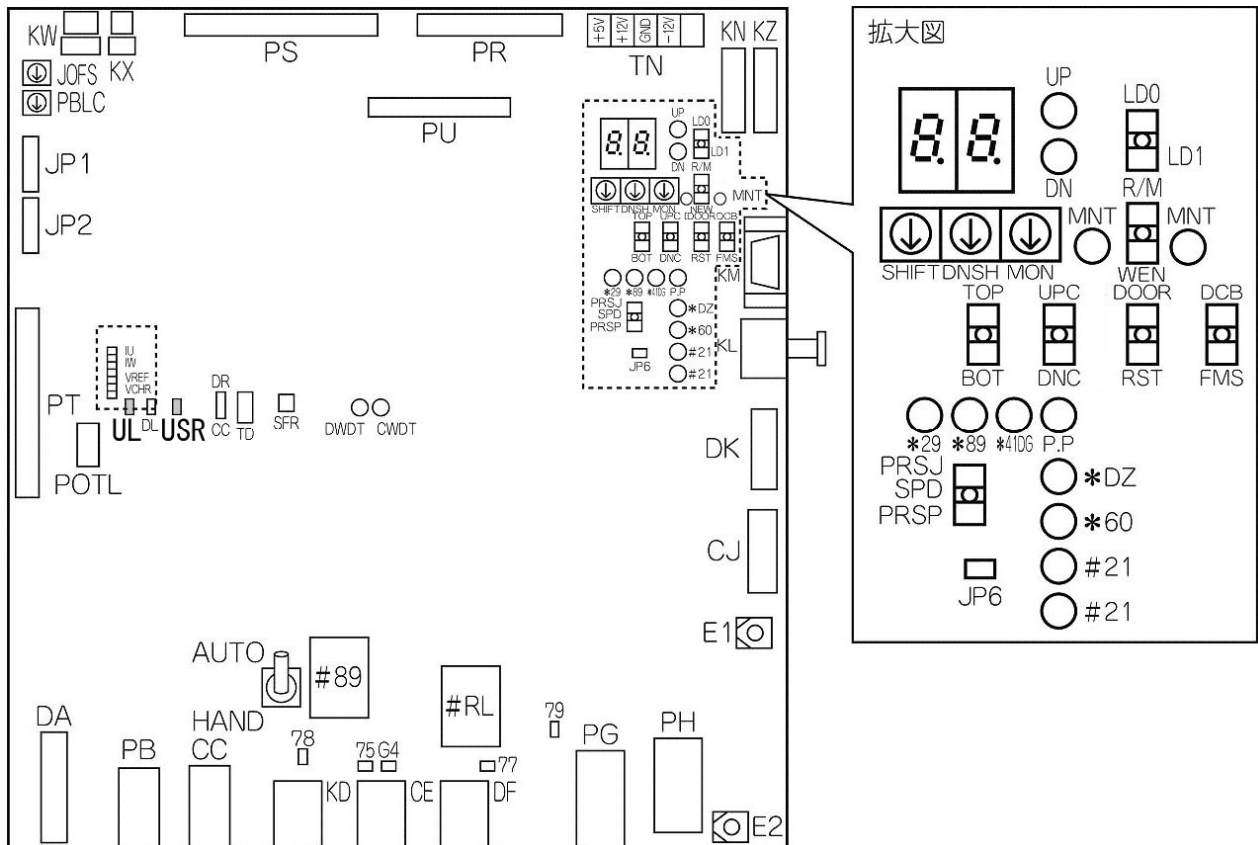 KW
KX
PS
PR
+5V
+12V
GND
-12V
TN
KN KZ
JOFS
PBLC
PU
JP1
JP2
UP
LD0
8.8.
LD1
DN R/M
MNT
SHIFT DNSH MON NEW
TOP UPC DOOR DCB
BOT DNC RST FMS
KM
*29 *89 *41DG P.P
PRSJ
SPD
PRSP
*DZ
*60
KL
JP6
#21
#21
IU
IW
VREF
VCHR
PT
UL DL USR
DR
CC TD SFR
DWDT CWDT
POTL
DK
CJ
E1
AUTO
#89
HAND
#RL
DA
PB
CC
78
75 G4
77
79
PG
PH
KD
CE
DF
E2
拡大図
UP
LD0
8.8.
LD1
DN R/M
MNT MNT
SHIFT DNSH MON WEN
TOP UPC DOOR DCB
BOT DNC RST FMS
*29 *89 *41DG P.P
PRSJ
SPD
PRSP
*DZ
*60
#21
JP6
#21